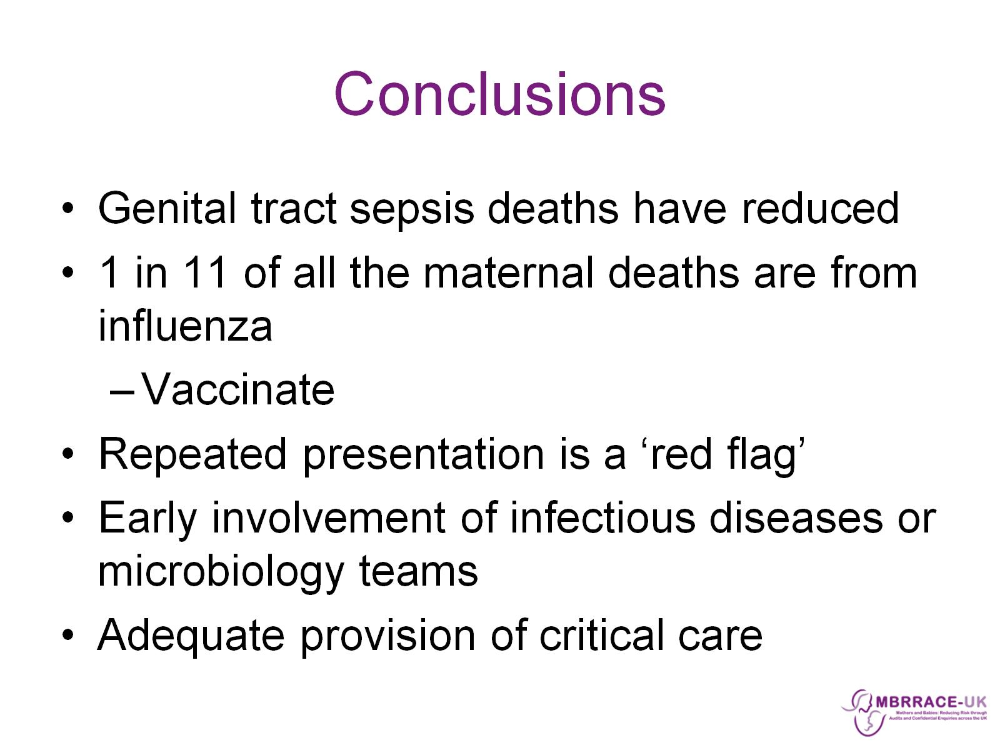 Conclusions
• Genital tract sepsis deaths have reduced
• 1 in 11 of all the maternal deaths are from
influenza
– Vaccinate
• Repeated presentation is a ‘red flag’
• Early involvement of infectious diseases or
microbiology teams
• Adequate provision of critical care
MBRRACE-UK
Mothers and Babies: Reducing Risk through
Audits and Confidential Enquiries across the UK